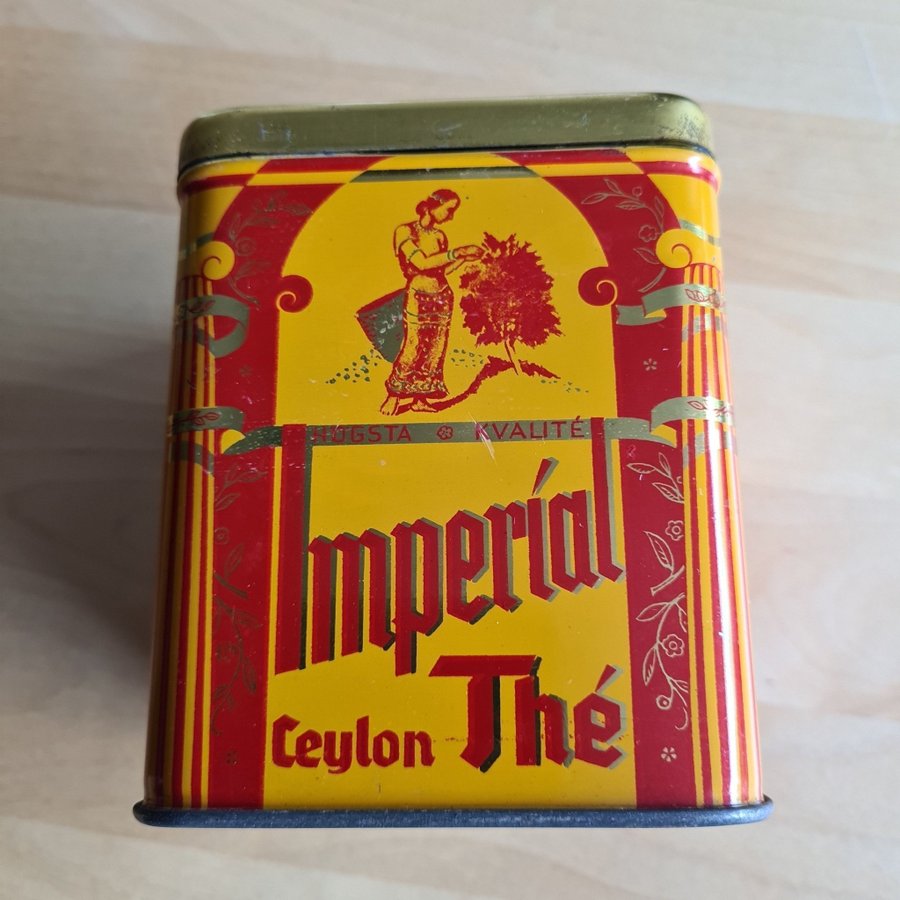 HÖGSTA KVALITÉ
Imperial
Ceylon Thé